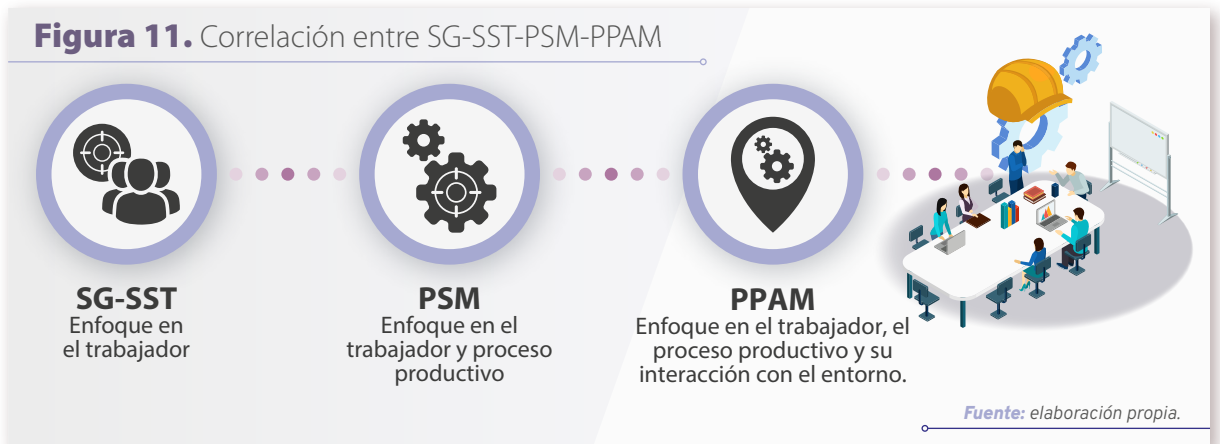 Figura 11. Correlación entre SG-SST-PSM-PPAM
SG-SST
Enfoque en
el trabajador
PSM
Enfoque en el
trabajador y proceso
productivo
PPAM
Enfoque en el trabajador, el
proceso productivo y su
interacción con el entorno.
Fuente: elaboración propia.